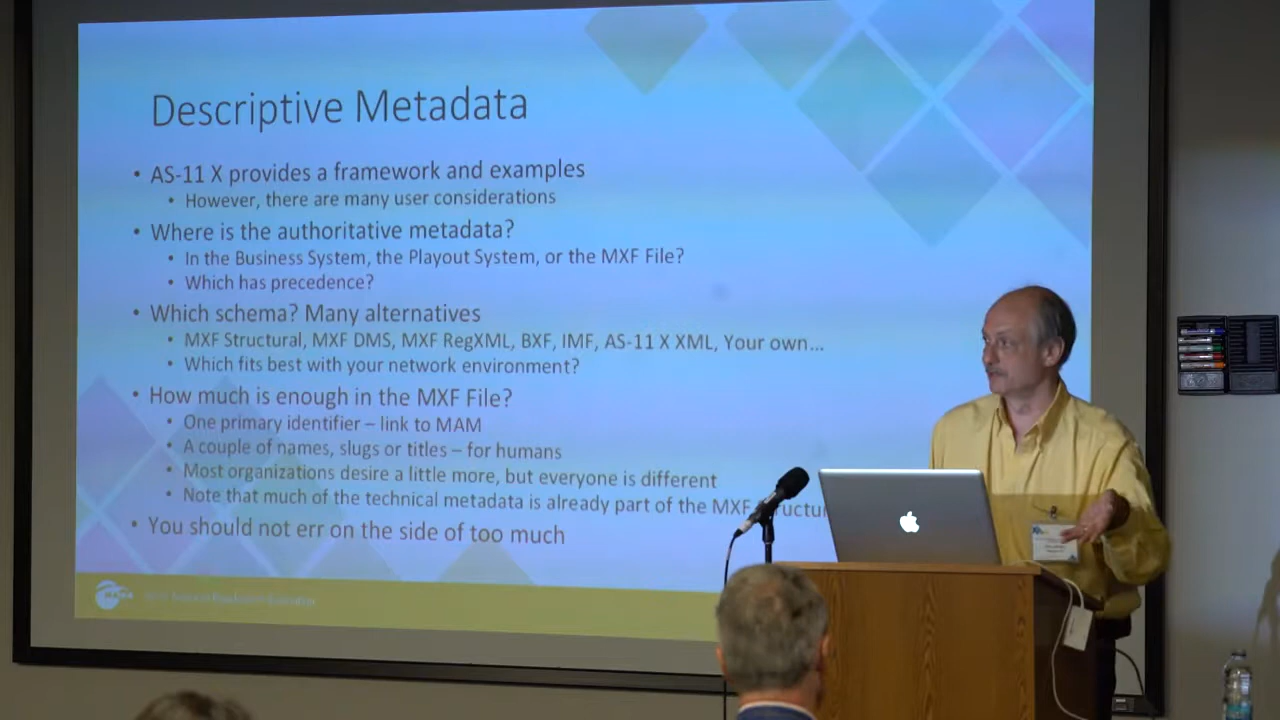 Descriptive Metadata
• AS-11 X provides a framework and examples
• However, there are many user considerations
• Where is the authoritative metadata?
• In the Business System, the Playout System, or the MXF File?
• Which has precedence?
• Which schema? Many alternatives
• MXF Structural, MXF DMS, MXF RegXML, BXF, IMF, AS-11 X XML, Your own...
• Which fits best with your network environment?
• How much is enough in the MXF File?
• One primary identifier – link to MAM
• A couple of names, slugs or titles – for humans
• Most organizations desire a little more, but everyone is different
• Note that much of the technical metadata is already part of the MXF
• You should not err on the side of too much